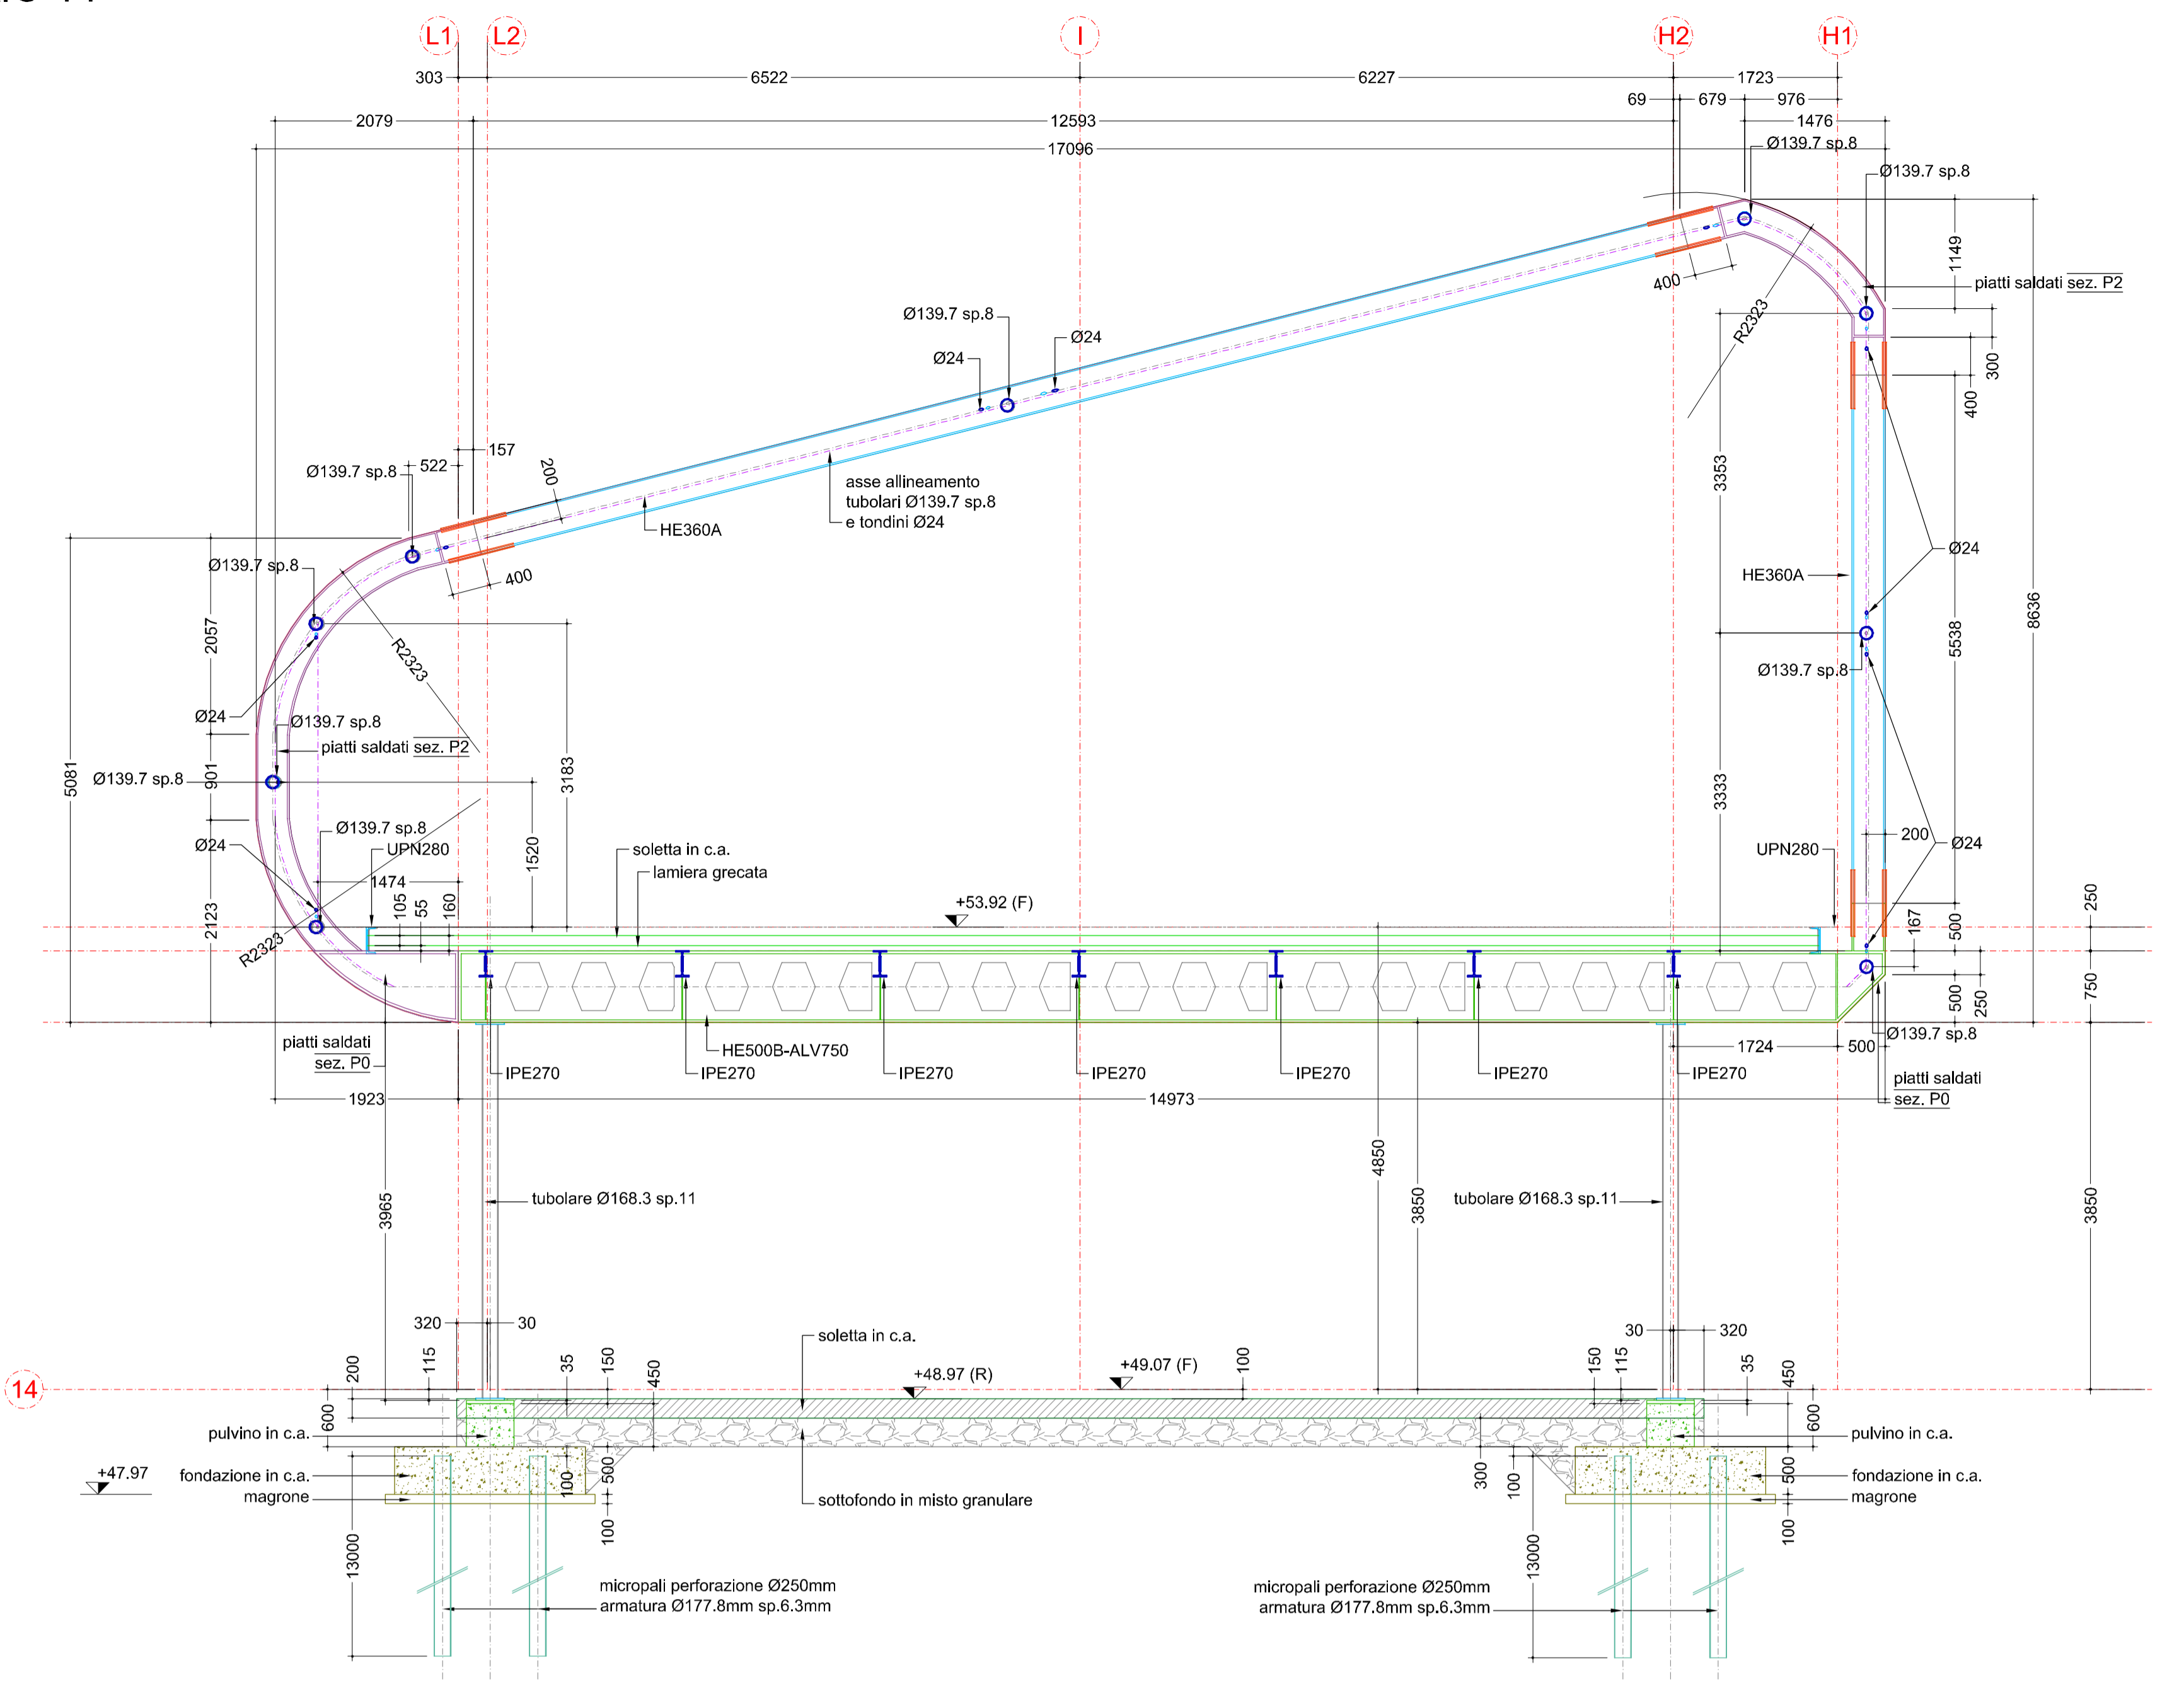 L1
L2
I
H2
H1
303
6522
6227
1723
69
679
976
2079
12593
1476
17096
Ø139.7 sp.8
Ø139.7 sp.8
1149
piatti saldati sez. P2
400
R2323
300
400
Ø139.7 sp.8
Ø24
Ø24
3353
157
522
Ø139.7 sp.8
200
asse allineamento
tubolari Ø139.7 sp.8
e tondini Ø24
HE360A
400
Ø24
HE360A
Ø139.7 sp.8
2057
R2323
8636
5538
Ø139.7 sp.8
Ø24
Ø139.7 sp.8
piatti saldati sez. P2
Ø139.7 sp.8
5081
901
3183
3333
1520
Ø139.7 sp.8
Ø24
UPN280
1474
105
55
160
soletta in c.a.
lamiera grecata
+53.92 (F)
UPN280
200
Ø24
250
167
500
2123
R2323
500
250
750
Ø139.7 sp.8
piatti saldati
sez. P0
HE500B-ALV750
1724
500
IPE270
IPE270
IPE270
IPE270
IPE270
IPE270
IPE270
piatti saldati
sez. P0
1923
14973
4850
3965
3850
3850
tubolare Ø168.3 sp.11
tubolare Ø168.3 sp.11
320
30
soletta in c.a.
30
320
14
200
115
35
150
450
+48.97 (R)
+49.07 (F)
100
150
115
35
450
600
600
pulvino in c.a.
pulvino in c.a.
+47.97
fondazione in c.a.
magrone
100
500
sottofondo in misto granulare
300
100
500
fondazione in c.a.
magrone
100
100
13000
13000
micropali perforazione Ø250mm
armatura Ø177.8mm sp.6.3mm
micropali perforazione Ø250mm
armatura Ø177.8mm sp.6.3mm